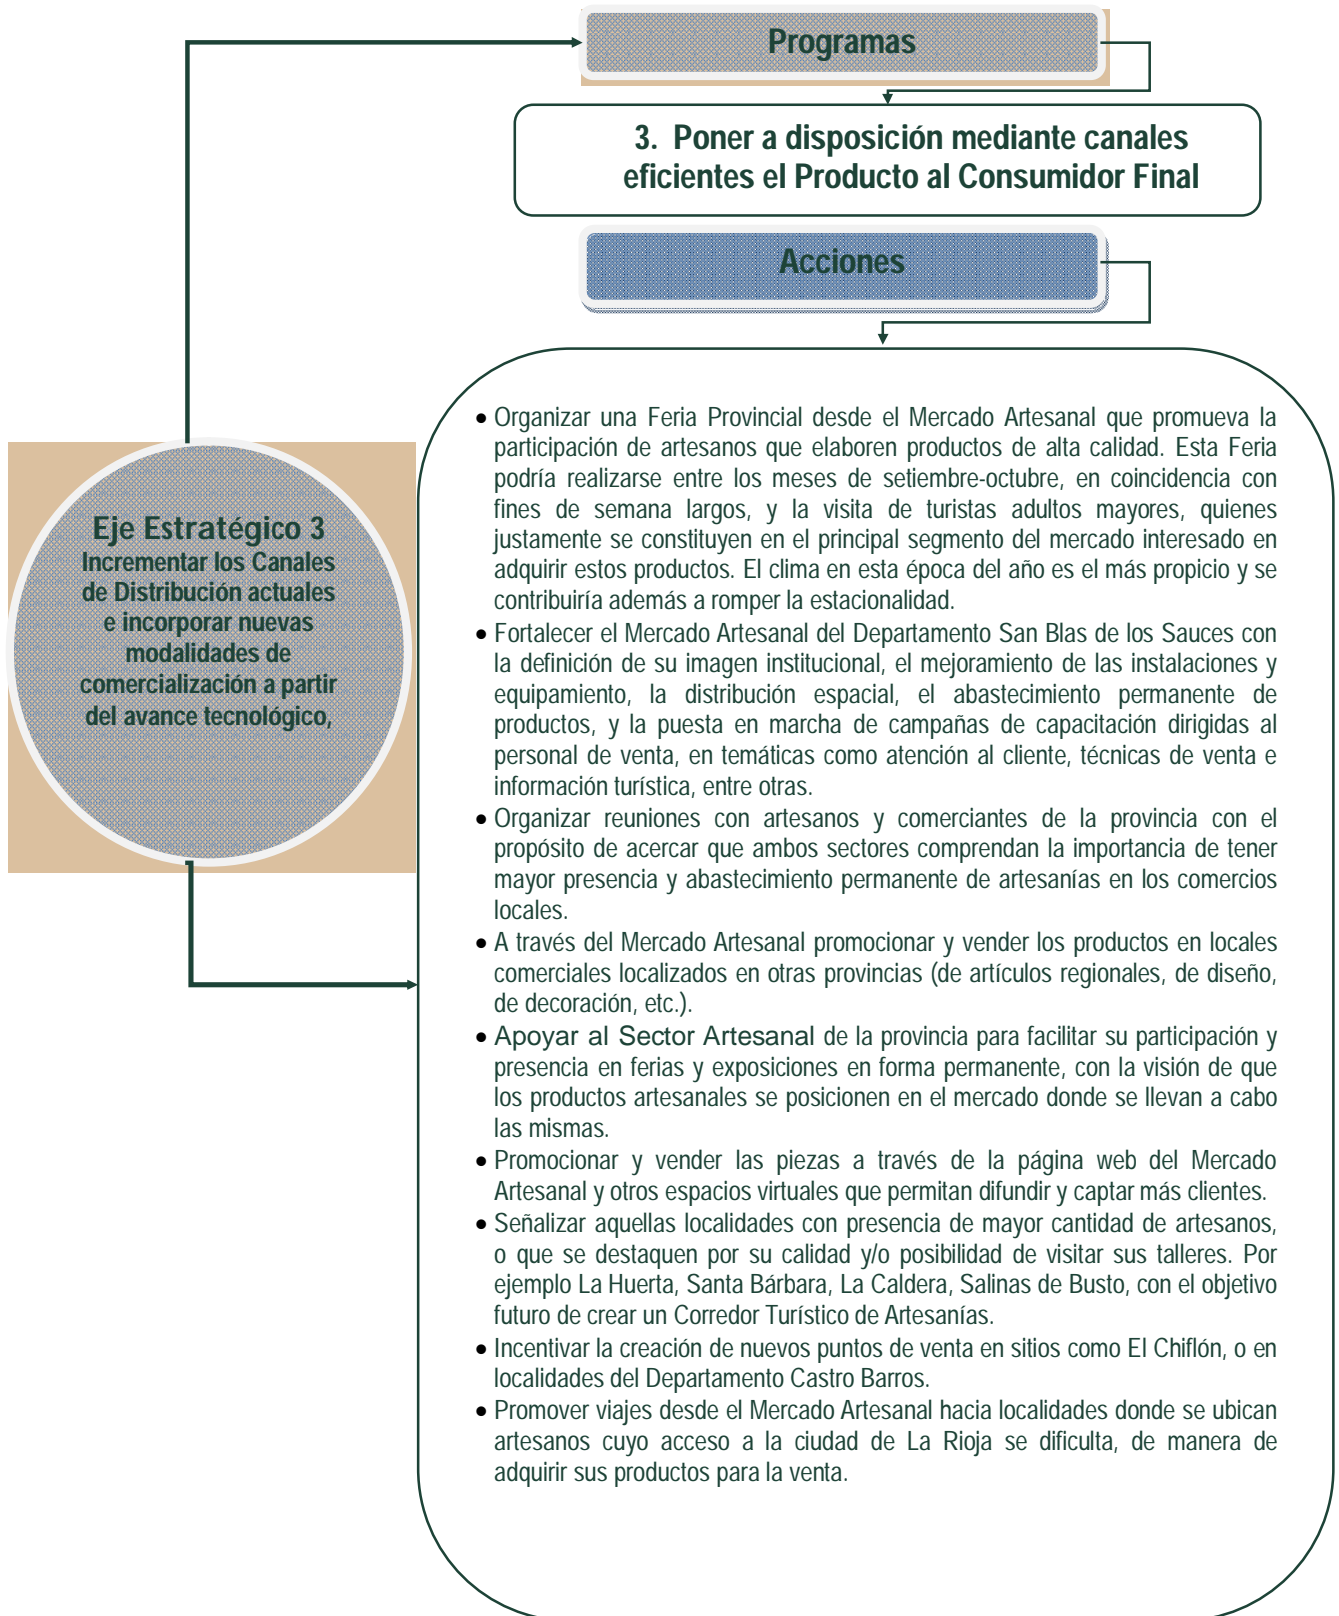 Programas
3. Poner a disposición mediante canales
eficientes el Producto al Consumidor Final
Acciones
Eje Estratégico 3
Incrementar los Canales
de Distribución actuales
e incorporar nuevas
modalidades de
comercialización a partir
del avance tecnológico,
• Organizar una Feria Provincial desde el Mercado Artesanal que promueva la
participación de artesanos que elaboren productos de alta calidad. Esta Feria
podría realizarse entre los meses de setiembre-octubre, en coincidencia con
fines de semana largos, y la visita de turistas adultos mayores, quienes
justamente se constituyen en el principal segmento del mercado interesado en
adquirir estos productos. El clima en esta época del año es el más propicio y se
contribuiría además a romper la estacionalidad.
• Fortalecer el Mercado Artesanal del Departamento San Blas de los Sauces con
la definición de su imagen institucional, el mejoramiento de las instalaciones y
equipamiento, la distribución espacial, el abastecimiento permanente de
productos, y la puesta en marcha de campañas de capacitación dirigidas al
personal de venta, en temáticas como atención al cliente, técnicas de venta e
información turística, entre otras.
• Organizar reuniones con artesanos y comerciantes de la provincia con el
propósito de acercar que ambos sectores comprendan la importancia de tener
mayor presencia y abastecimiento permanente de artesanías en los comercios
locales.
• A través del Mercado Artesanal promocionar y vender los productos en locales
comerciales localizados en otras provincias (de artículos regionales, de diseño,
de decoración, etc.).
• Apoyar al Sector Artesanal de la provincia para facilitar su participación y
presencia en ferias y exposiciones en forma permanente, con la visión de que
los productos artesanales se posicionen en el mercado donde se llevan a cabo
las mismas.
• Promocionar y vender las piezas a través de la página web del Mercado
Artesanal y otros espacios virtuales que permitan difundir y captar más clientes.
• Señalizar aquellas localidades con presencia de mayor cantidad de artesanos,
o que se destaquen por su calidad y/o posibilidad de visitar sus talleres. Por
ejemplo La Huerta, Santa Bárbara, La Caldera, Salinas de Busto, con el objetivo
futuro de crear un Corredor Turístico de Artesanías.
• Incentivar la creación de nuevos puntos de venta en sitios como El Chiflón, o en
localidades del Departamento Castro Barros.
• Promover viajes desde el Mercado Artesanal hacia localidades donde se ubican
artesanos cuyo acceso a la ciudad de La Rioja se dificulta, de manera de
adquirir sus productos para la venta.